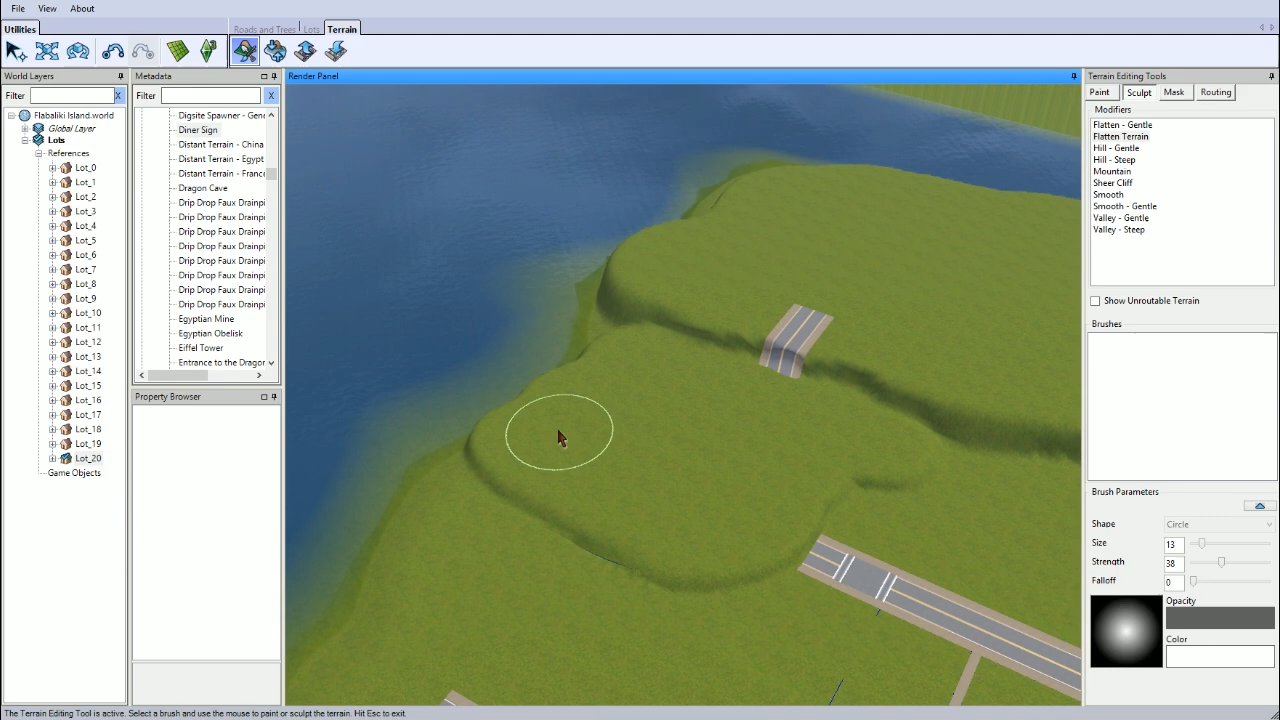 File View About
Utilities Roads and Trees Lots Terrain
World Layers
Filter X
Flabaliki Island.world
Global Layer
Lots
References
Lot_0
Lot_1
Lot_2
Lot_3
Lot_4
Lot_5
Lot_6
Lot_7
Lot_8
Lot_9
Lot_10
Lot_11
Lot_12
Lot_13
Lot_14
Lot_15
Lot_16
Lot_17
Lot_18
Lot_19
Lot_20
Game Objects
Metadata
Filter X
Digsite Spawner - Gene
Diner Sign
Distant Terrain - China
Distant Terrain - Egypt
Distant Terrain - France
Dragon Cave
Drip Drop Faux Drainpi
Drip Drop Faux Drainpi
Drip Drop Faux Drainpi
Drip Drop Faux Drainpi
Drip Drop Faux Drainpi
Drip Drop Faux Drainpi
Drip Drop Faux Drainpi
Drip Drop Faux Drainpi
Egyptian Mine
Egyptian Obelisk
Eiffel Tower
Entrance to the Dragor
Property Browser
Render Panel
Terrain Editing Tools
Paint Sculpt Mask Routing
Modifiers
Flatten - Gentle
Flatten Terrain
Hill - Gentle
Hill - Steep
Mountain
Sheer Cliff
Smooth
Smooth - Gentle
Valley - Gentle
Valley - Steep
Show Unroutable Terrain
Brushes
Brush Parameters
Shape Circle
Size 13
Strength 38
Falloff 0
Opacity
Color
The Terrain Editing Tool is active. Select a brush and use the mouse to paint or sculpt the terrain. Hit Esc to exit.